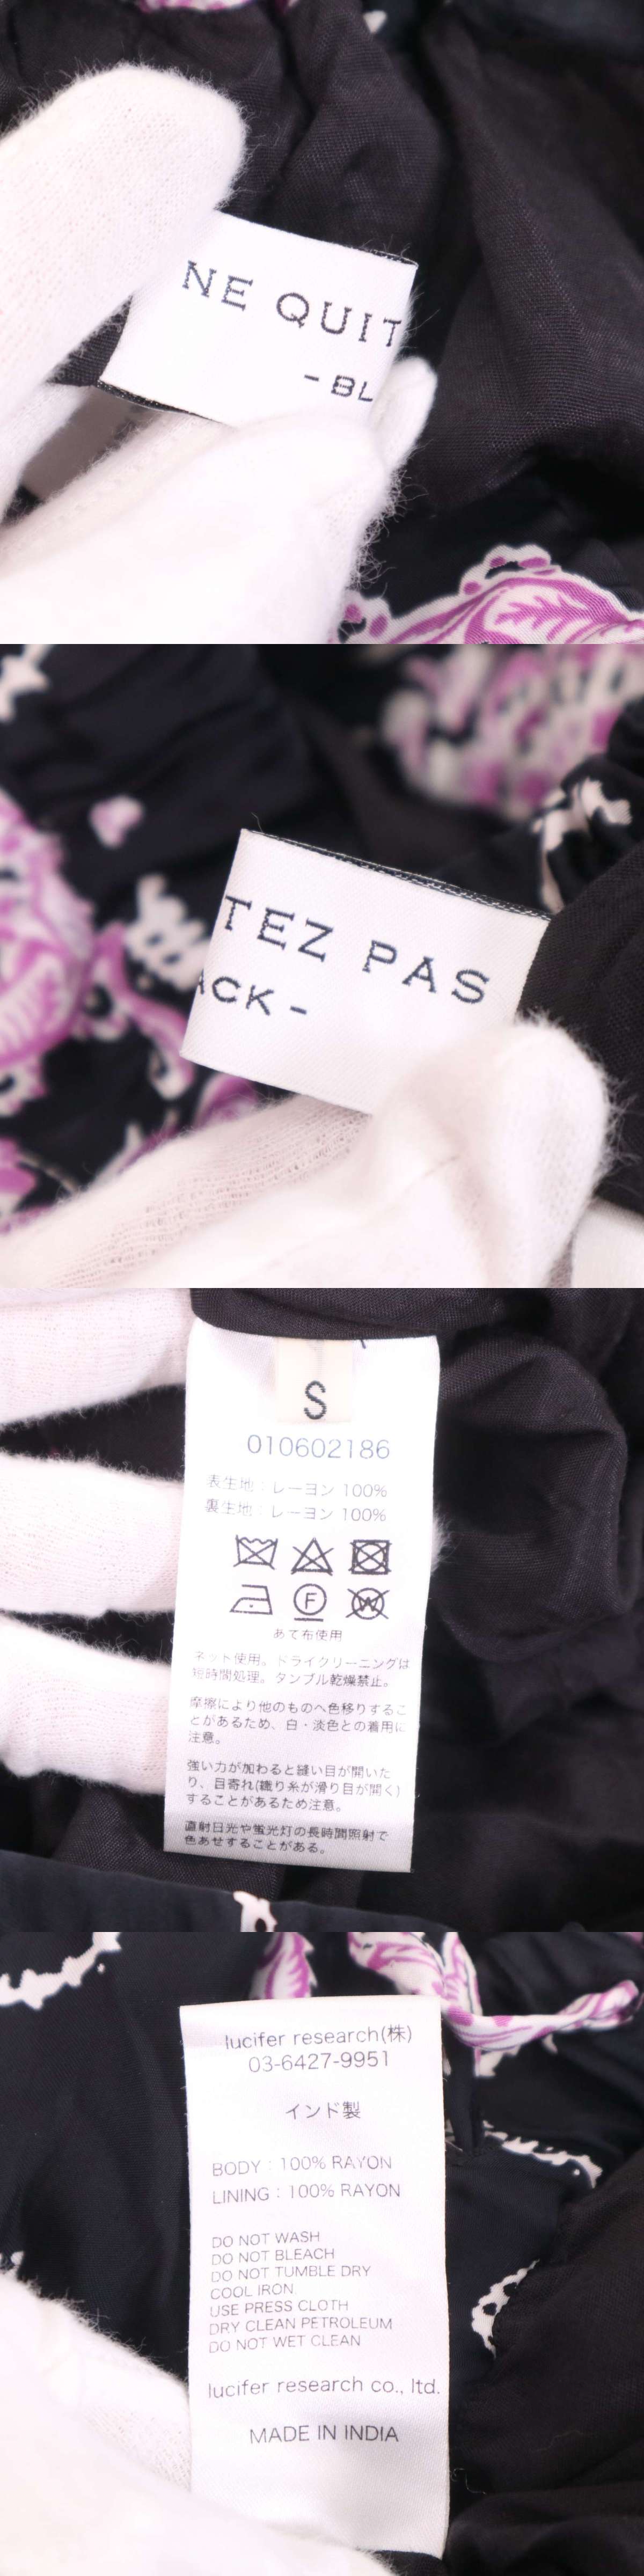 NE QUIT
- BL
TEZ PAS
ACK -
S
010602186
表生地：レーヨン 100%
裏生地：レーヨン 100%
F
W
あて布使用
ネット使用。ドライクリーニングは
短時間処理。タンブル乾燥禁止。
摩擦により他のものへ色移りするこ
とがあるため、白・淡色との着用に
注意。
強い力が加わると縫い目が開いた
り、目寄れ(織り糸が滑り目が開く)
することがあるため注意。
直射日光や蛍光灯の長時間照射で
色あせすることがある。
lucifer research(株)
03-6427-9951
インド製
BODY : 100% RAYON
LINING : 100% RAYON
DO NOT WASH
DO NOT BLEACH
DO NOT TUMBLE DRY
COOL IRON.
USE PRESS CLOTH
DRY CLEAN PETROLEUM
DO NOT WET CLEAN
lucifer research co., ltd.
MADE IN INDIA